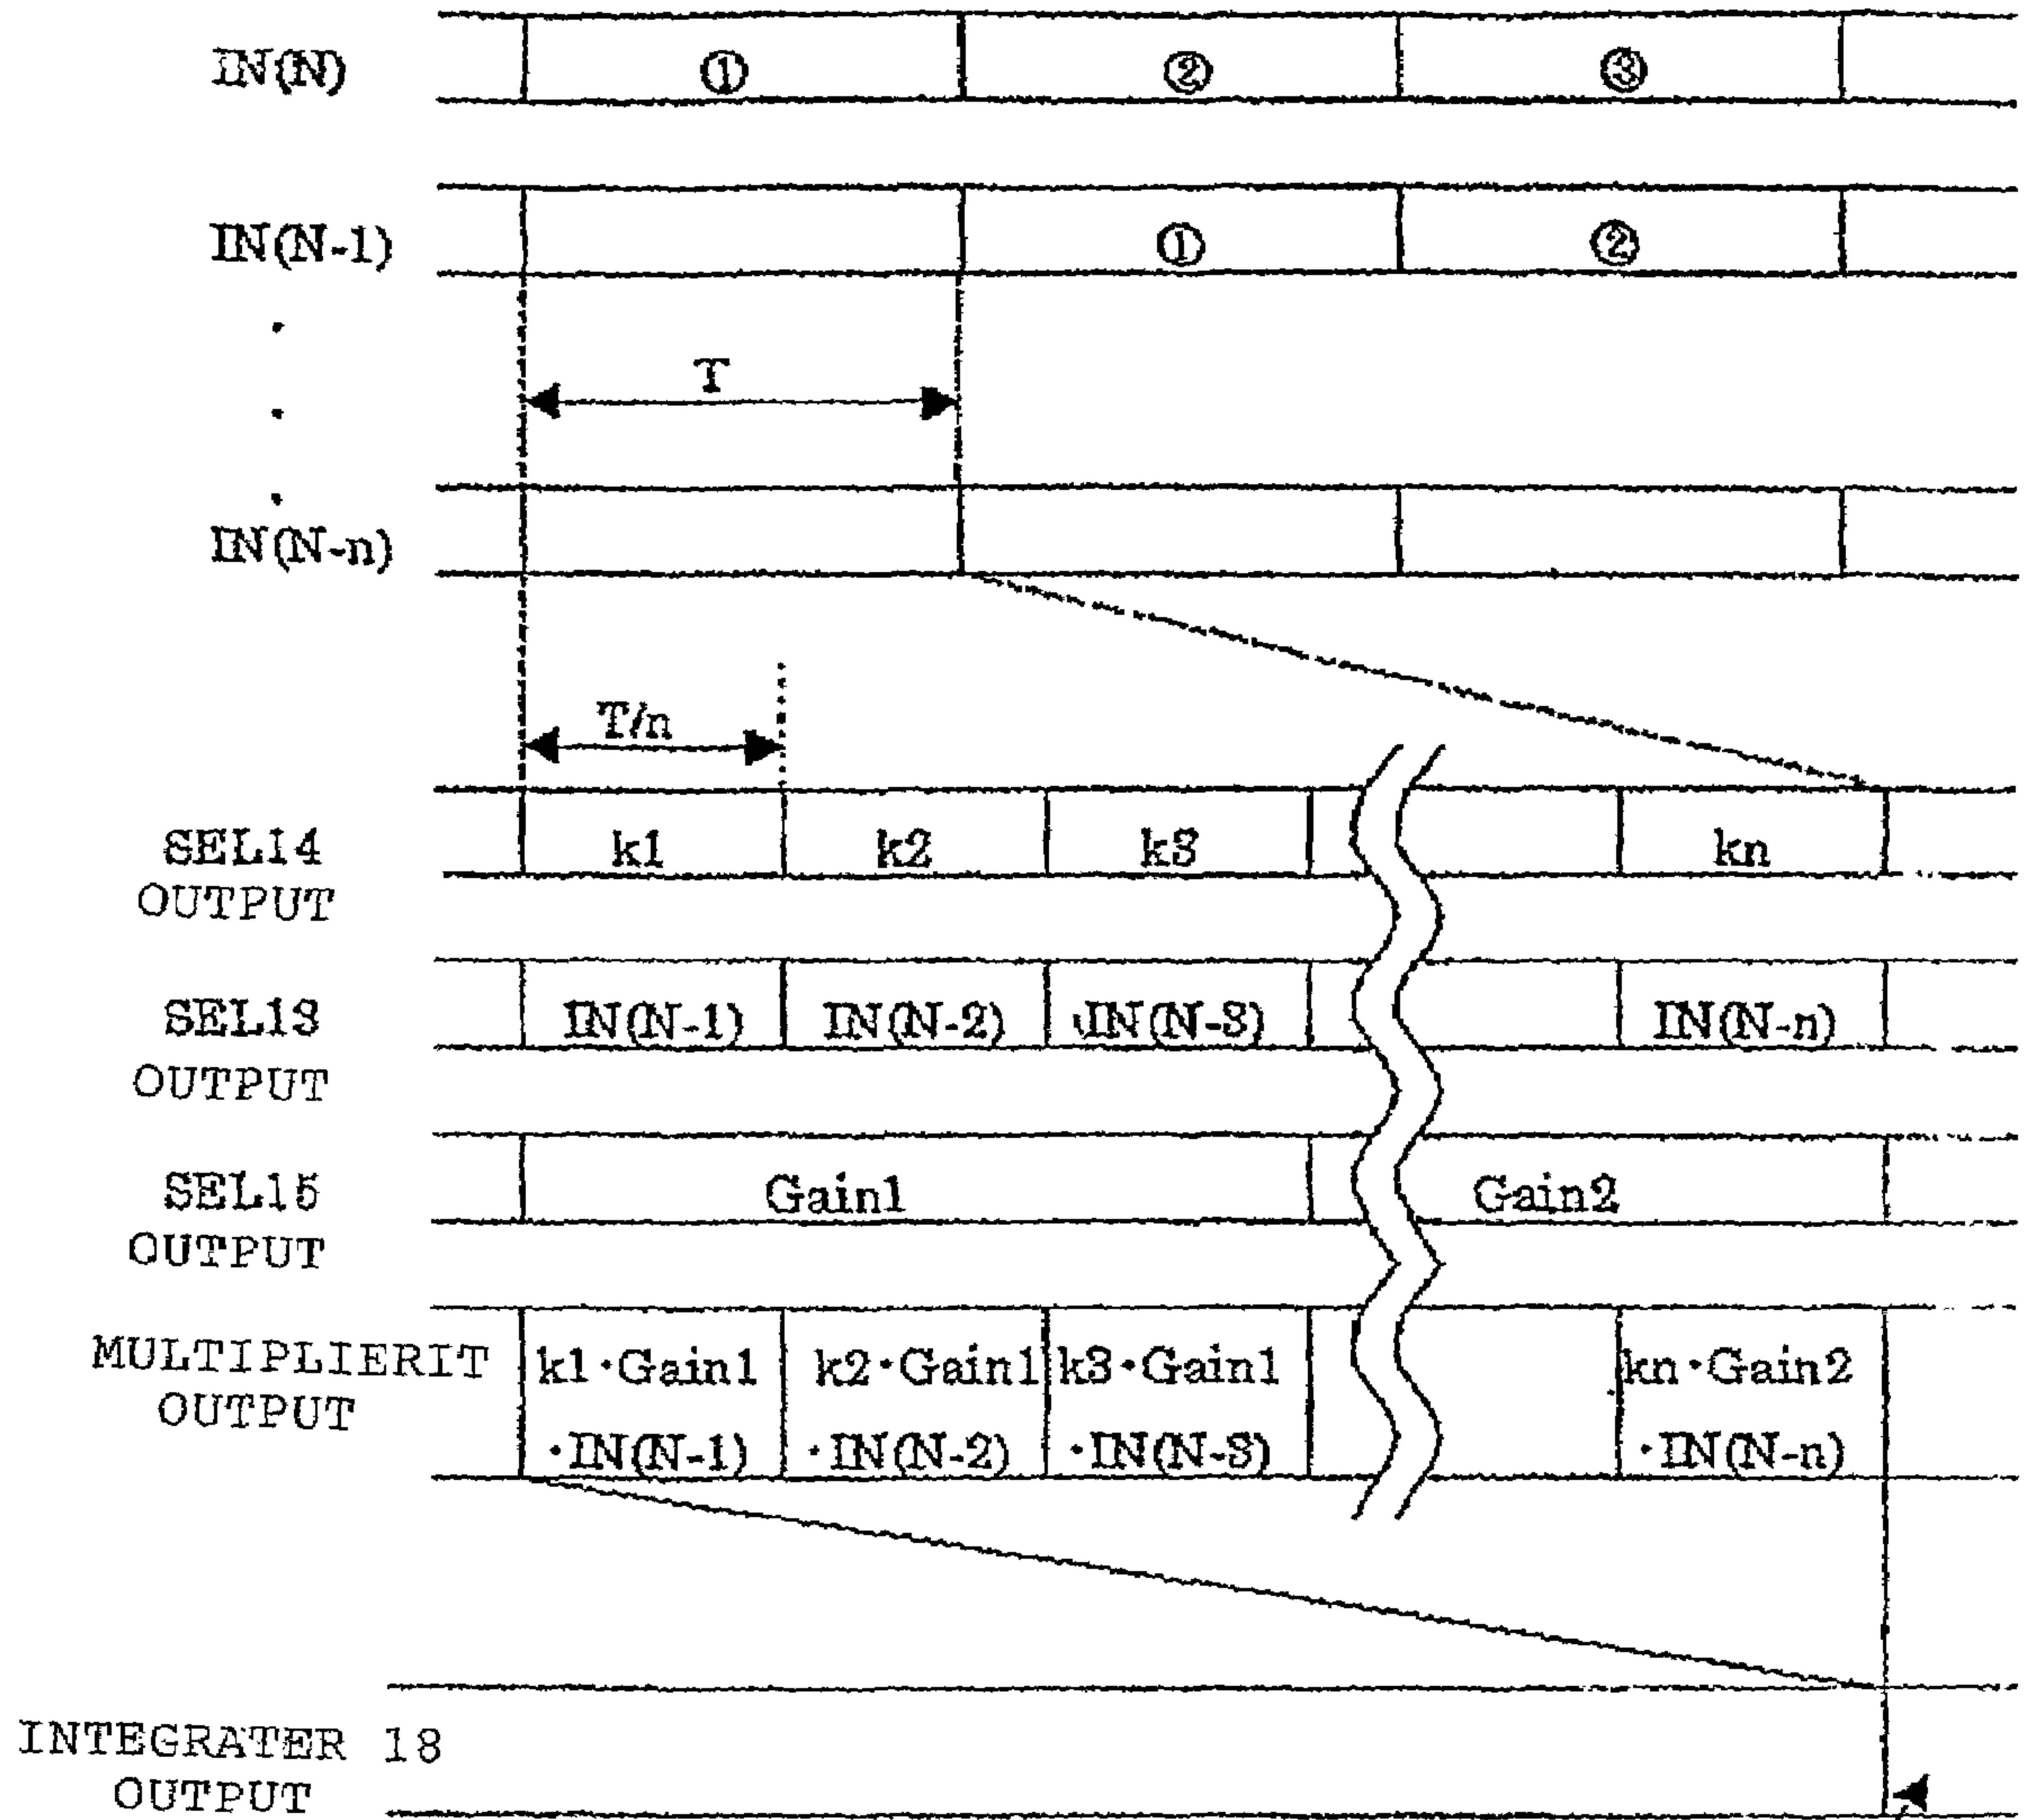 IN(N) ① ② ③
IN(N-1) ① ②
T
IN(N-n)
T/n
SEL14 k1 k2 k3 kn
OUTPUT
SEL13 IN(N-1) IN(N-2) IN(N-3) IN(N-n)
OUTPUT
SEL15 Gain1 Gain2
OUTPUT
MULTIPLIERIT k1·Gain1 k2·Gain1 k3·Gain1 kn·Gain2
OUTPUT ·IN(N-1) ·IN(N-2) ·IN(N-3) ·IN(N-n)
INTEGRATER 18
OUTPUT